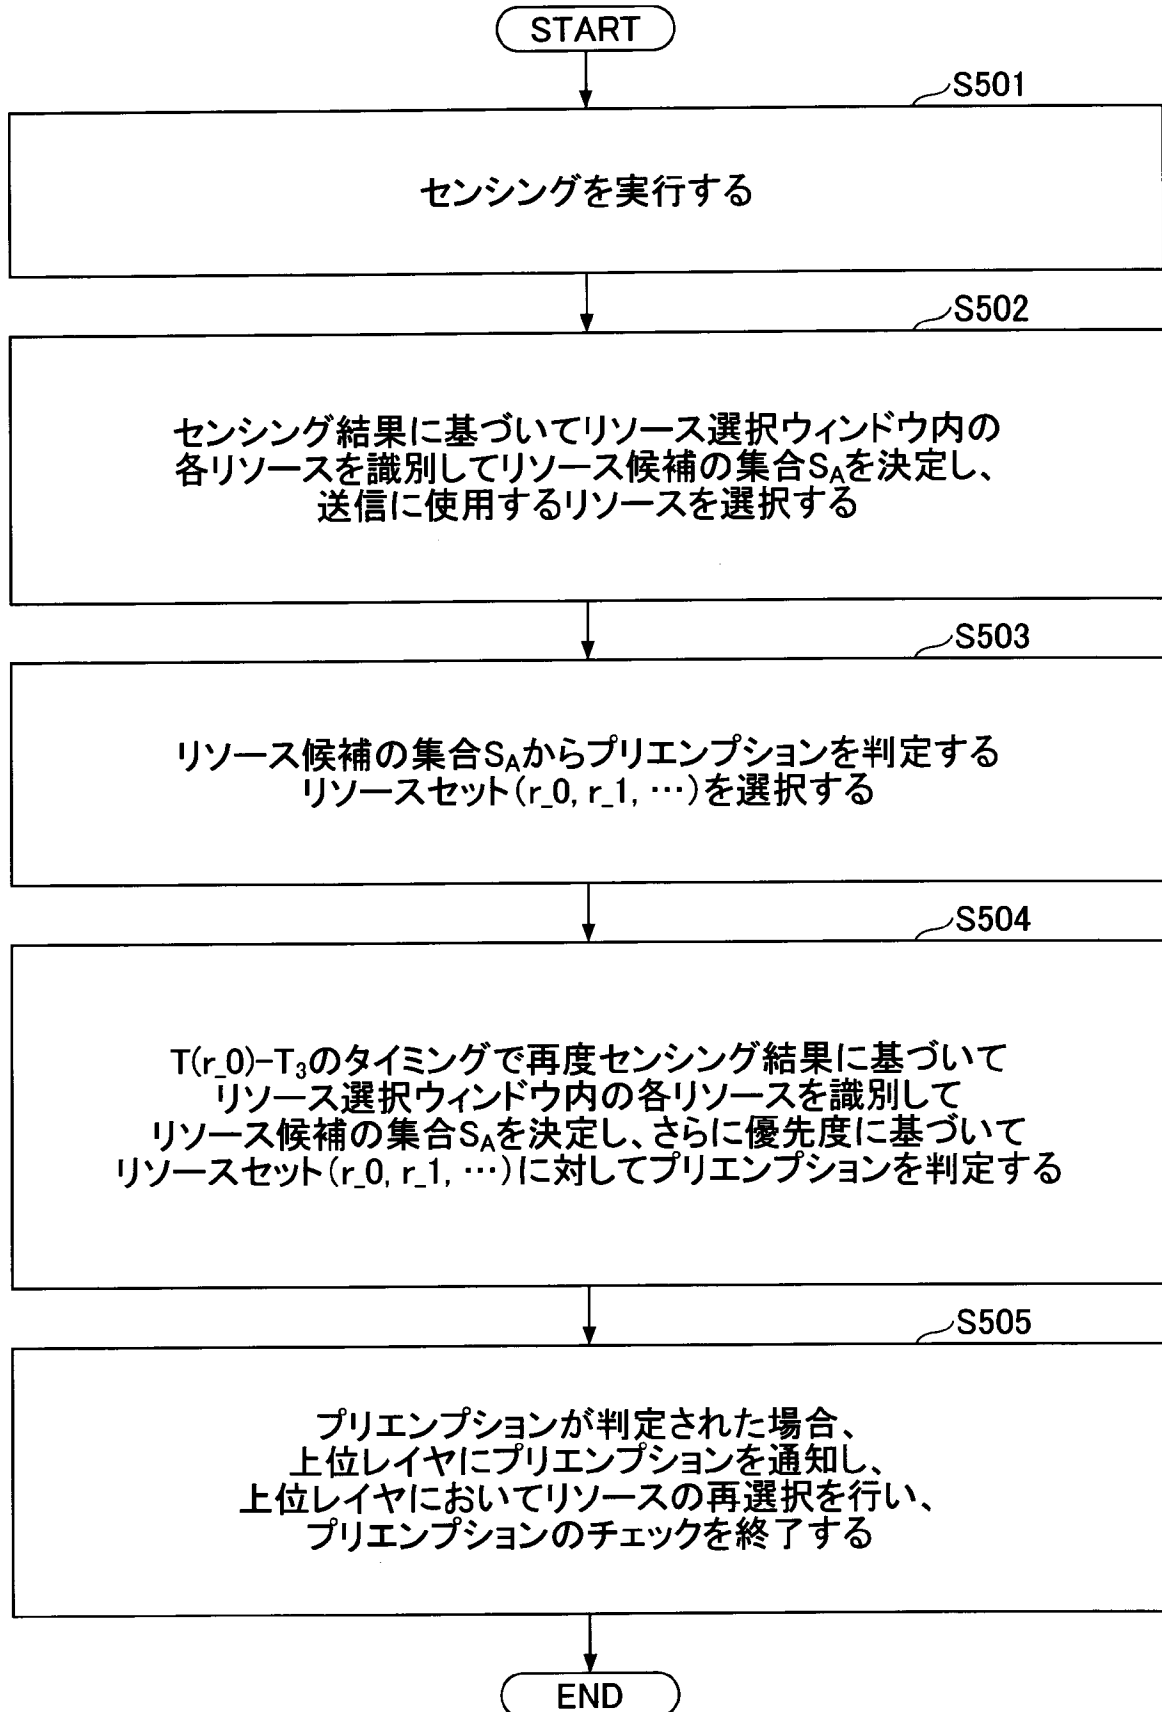 START
S501
センシングを実行する
S502
センシング結果に基づいてリソース選択ウィンドウ内の
各リソースを識別してリソース候補の集合SAを決定し、
送信に使用するリソースを選択する
S503
リソース候補の集合SAからプリエンプションを判定する
リソースセット(r_0, r_1, …)を選択する
S504
T(r_0)-T3のタイミングで再度センシング結果に基づいて
リソース選択ウィンドウ内の各リソースを識別して
リソース候補の集合SAを決定し、さらに優先度に基づいて
リソースセット(r_0, r_1, …)に対してプリエンプションを判定する
S505
プリエンプションが判定された場合、
上位レイヤにプリエンプションを通知し、
上位レイヤにおいてリソースの再選択を行い、
プリエンプションのチェックを終了する
END